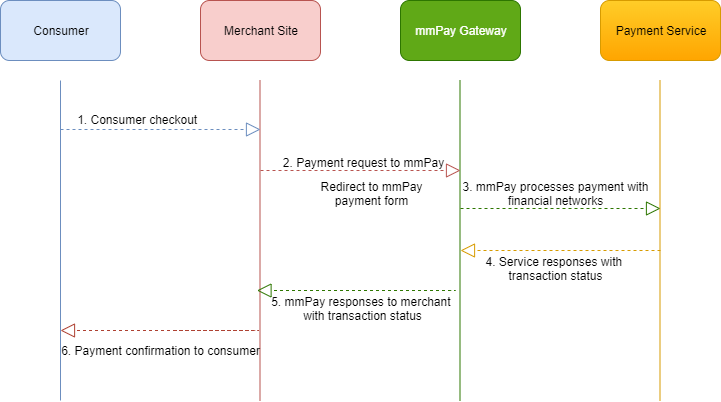 Consumer
Merchant Site
mmPay Gateway
Payment Service
1. Consumer checkout
2. Payment request to mmPay
Redirect to mmPay
payment form
3. mmPay processes payment with
financial networks
4. Service responses with
transaction status
5. mmPay responses to merchant
with transaction status
6. Payment confirmation to consumer